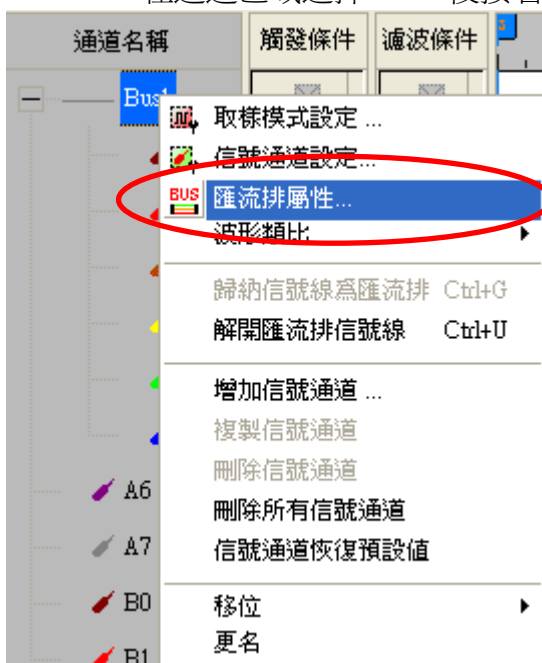 通道名稱 觸發條件 濾波條件
Bus1
取樣模式設定 ...
信號通道設定...
BUS 匯流排屬性...
波形類比
歸納信號線爲匯流排 Ctrl+G
解開匯流排信號線 Ctrl+U
增加信號通道 ...
複製信號通道
刪除信號通道
A6
刪除所有信號通道
A7
信號通道恢復預設値
B0
移位
更名
B1